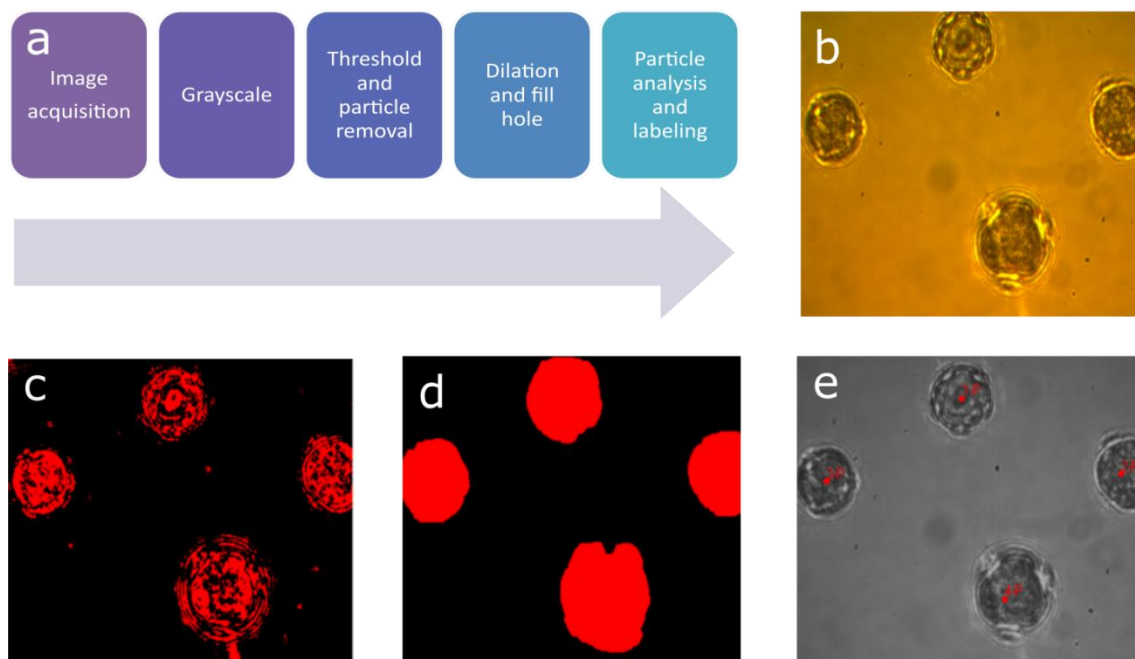 a
Image
acquisition
Grayscale
Threshold
and
particle
removal
Dilation
and fill
hole
Particle
analysis
and
labeling
b
c
d
e